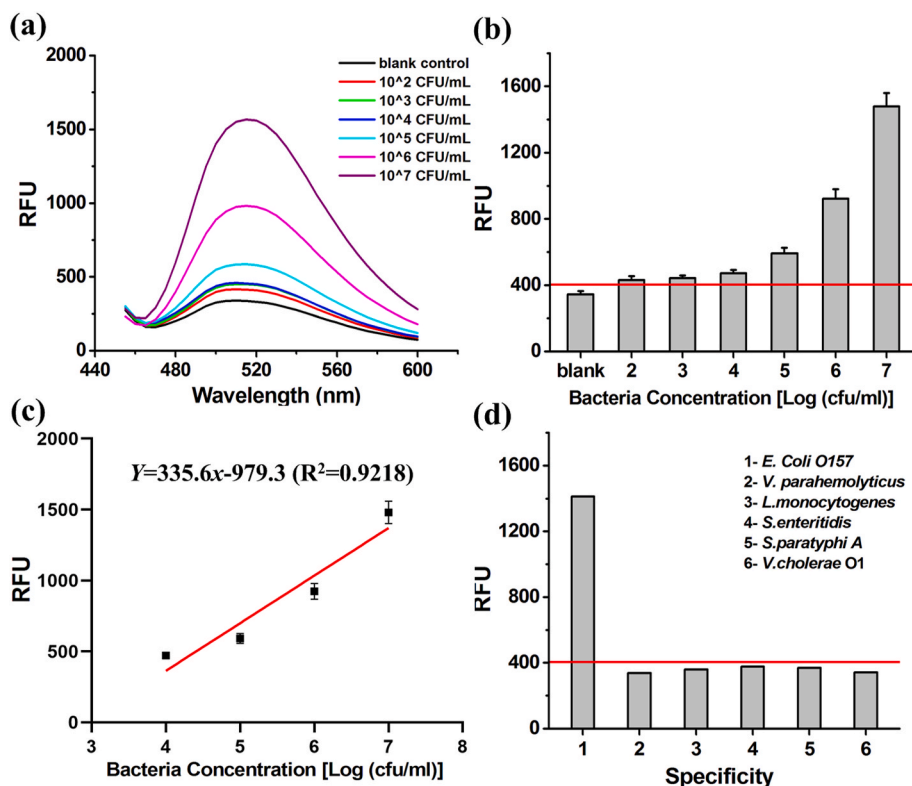 (a)
2000
1500
1000
500
0
RFU
440 480 520 560 600
Wavelength (nm)
blank control
10^2 CFU/mL
10^3 CFU/mL
10^4 CFU/mL
10^5 CFU/mL
10^6 CFU/mL
10^7 CFU/mL
(b)
1600
1200
800
400
0
RFU
blank 2 3 4 5 6 7
Bacteria Concentration [Log (cfu/ml)]
(c)
2000
1500
1000
500
0
RFU
Y=335.6x-979.3 (R²=0.9218)
3 4 5 6 7 8
Bacteria Concentration [Log (cfu/ml)]
(d)
1600
1200
800
400
0
RFU
1- E. Coli O157
2- V. parahemolyticus
3- L.monocytogenes
4- S.enteritidis
5- S.paratyphi A
6- V.cholerae O1
1 2 3 4 5 6
Specificity